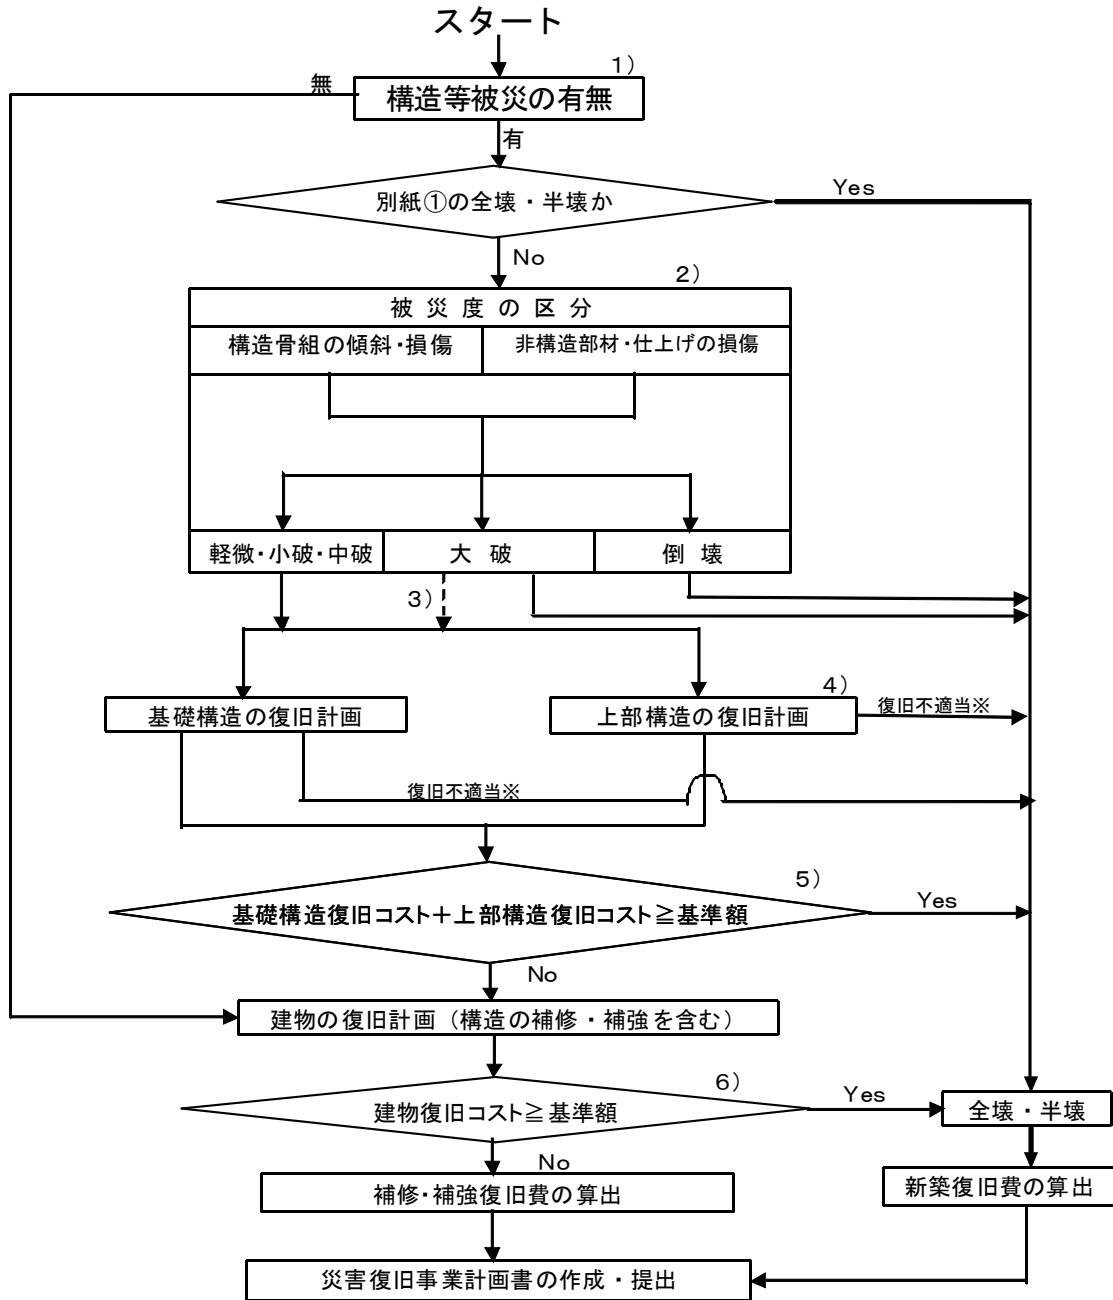 スタート
1）
無
構造等被災の有無
有
別紙①の全壊・半壊か
Yes
No
2）
被 災 度 の 区 分
構造骨組の傾斜・損傷
非構造部材・仕上げの損傷
軽微・小破・中破
大 破
倒 壊
3）
4）
基礎構造の復旧計画
上部構造の復旧計画
復旧不適当※
復旧不適当※
5）
基礎構造復旧コスト＋上部構造復旧コスト≧基準額
Yes
No
建物の復旧計画（構造の補修・補強を含む）
6）
建物復旧コスト≧基準額
Yes
全壊・半壊
No
補修・補強復旧費の算出
新築復旧費の算出
災害復旧事業計画書の作成・提出